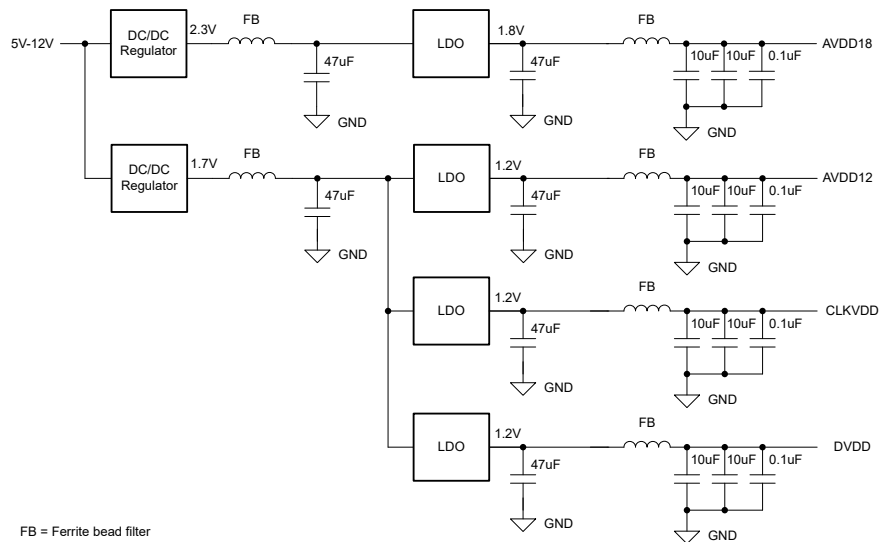 5V-12V
DC/DC
Regulator
2.3V
FB
47uF
GND
LDO
1.8V
47uF
GND
FB
10uF 10uF 0.1uF
GND
AVDD18
DC/DC
Regulator
1.7V
FB
47uF
GND
LDO
1.2V
47uF
GND
FB
10uF 10uF 0.1uF
GND
AVDD12
LDO
1.2V
47uF
GND
FB
10uF 10uF 0.1uF
GND
CLKVDD
LDO
1.2V
47uF
GND
FB
10uF 10uF 0.1uF
GND
DVDD
FB = Ferrite bead filter